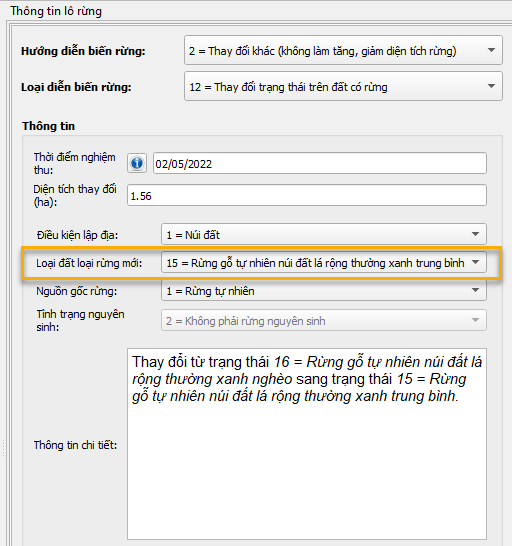 Thông tin lô rừng
Hướng diễn biến rừng: 2 = Thay đổi khác (không làm tăng, giảm diện tích rừng)
Loại diễn biến rừng: 12 = Thay đổi trạng thái trên đất có rừng
Thông tin
Thời điểm nghiệm
thu: 02/05/2022
Diện tích thay đổi
(ha): 1.56
Điều kiện lập địa: 1 = Núi đất
Loại đất loại rừng mới: 15 = Rừng gỗ tự nhiên núi đất lá rộng thường xanh trung bình
Nguồn gốc rừng: 1 = Rừng tự nhiên
Tình trạng nguyên
sinh: 2 = Không phải rừng nguyên sinh
Thay đổi từ trạng thái 16 = Rừng gỗ tự nhiên núi đất lá
rộng thường xanh nghèo sang trạng thái 15 = Rừng
gỗ tự nhiên núi đất lá rộng thường xanh trung bình.
Thông tin chi tiết: